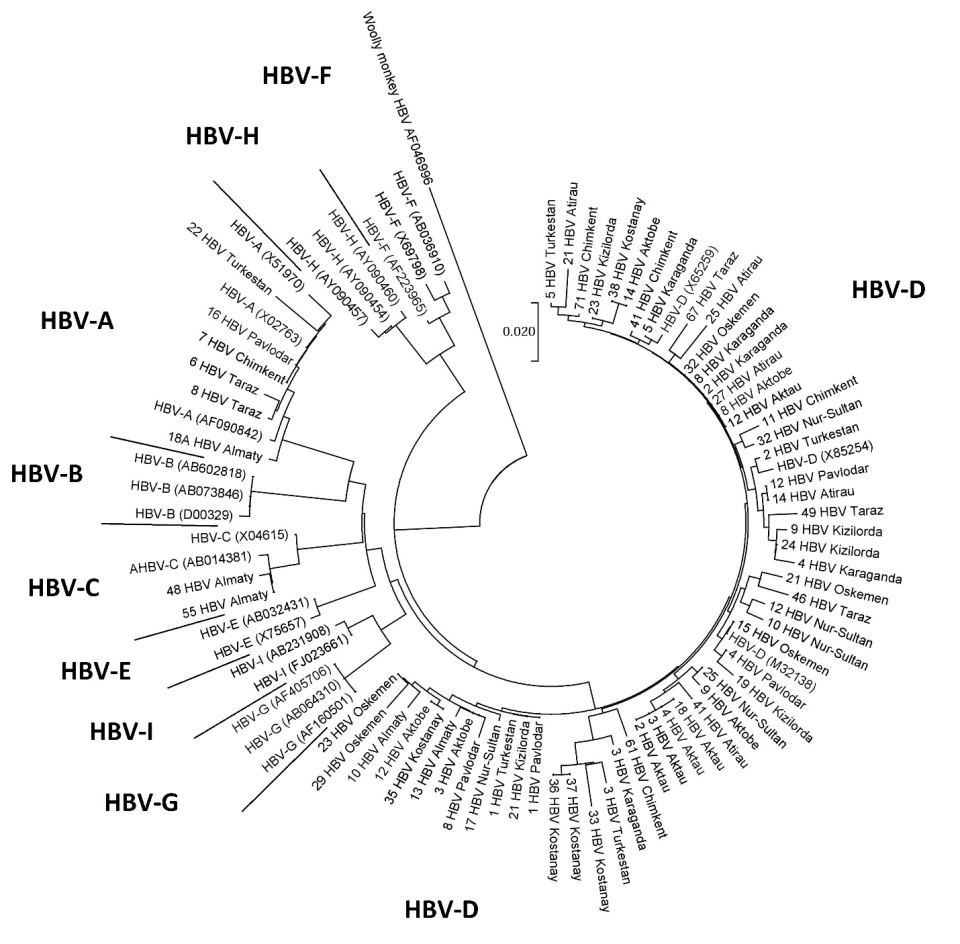 Woolly monkey HBV AF046996
HBV-F
HBV-H
HBV-A
HBV-B
HBV-C
HBV-E
HBV-I
HBV-G
HBV-D
HBV-D
0.020
5 HBV Turkestan
21 HBV Atirau
71 HBV Chimkent
23 HBV Kizilorda
38 HBV Kostanay
14 HBV Aktobe
41 HBV Chimkent
5 HBV Karaganda
HBV-D (X65259)
67 HBV Taraz
25 HBV Atirau
32 HBV Oskemen
8 HBV Karaganda
2 HBV Karaganda
27 HBV Atirau
8 HBV Aktobe
12 HBV Aktau
11 HBV Chimkent
32 HBV Nur-Sultan
2 HBV Turkestan
HBV-D (X85254)
12 HBV Pavlodar
14 HBV Atirau
49 HBV Taraz
9 HBV Kizilorda
24 HBV Kizilorda
4 HBV Karaganda
21 HBV Oskemen
46 HBV Taraz
12 HBV Nur-Sultan
10 HBV Nur-Sultan
15 HBV Oskemen
HBV-D (M32138)
4 HBV Pavlodar
19 HBV Kizilorda
25 HBV Nur-Sultan
9 HBV Aktobe
41 HBV Atirau
18 HBV Aktau
4 HBV Aktau
3 HBV Aktau
2 HBV Aktau
61 HBV Chimkent
3 HBV Karaganda
3 HBV Turkestan
33 HBV Kostanay
37 HBV Kostanay
36 HBV Kostanay
1 HBV Pavlodar
21 HBV Kizilorda
1 HBV Turkestan
17 HBV Nur-Sultan
8 HBV Pavlodar
3 HBV Aktobe
13 HBV Almaty
35 HBV Kostanay
12 HBV Aktobe
10 HBV Almaty
29 HBV Oskemen
23 HBV Oskemen
HBV-G (AF160501)
HBV-G (AB064310)
HBV-G (AF405706)
HBV-I (FJ023661)
HBV-I (AB231908)
HBV-E (X75657)
HBV-E (AB032431)
55 HBV Almaty
48 HBV Almaty
AHBV-C (AB014381)
HBV-C (X04615)
HBV-B (D00329)
HBV-B (AB073846)
HBV-B (AB602818)
18A HBV Almaty
HBV-A (AF090842)
8 HBV Taraz
6 HBV Taraz
7 HBV Chimkent
16 HBV Pavlodar
HBV-A (X02763)
22 HBV Turkestan
HBV-A (X51970)
HBV-H (AY090457)
HBV-H (AY090454)
HBV-H (AY090460)
HBV-F (AF223965)
HBV-F (X69798)
HBV-F (AB036910)